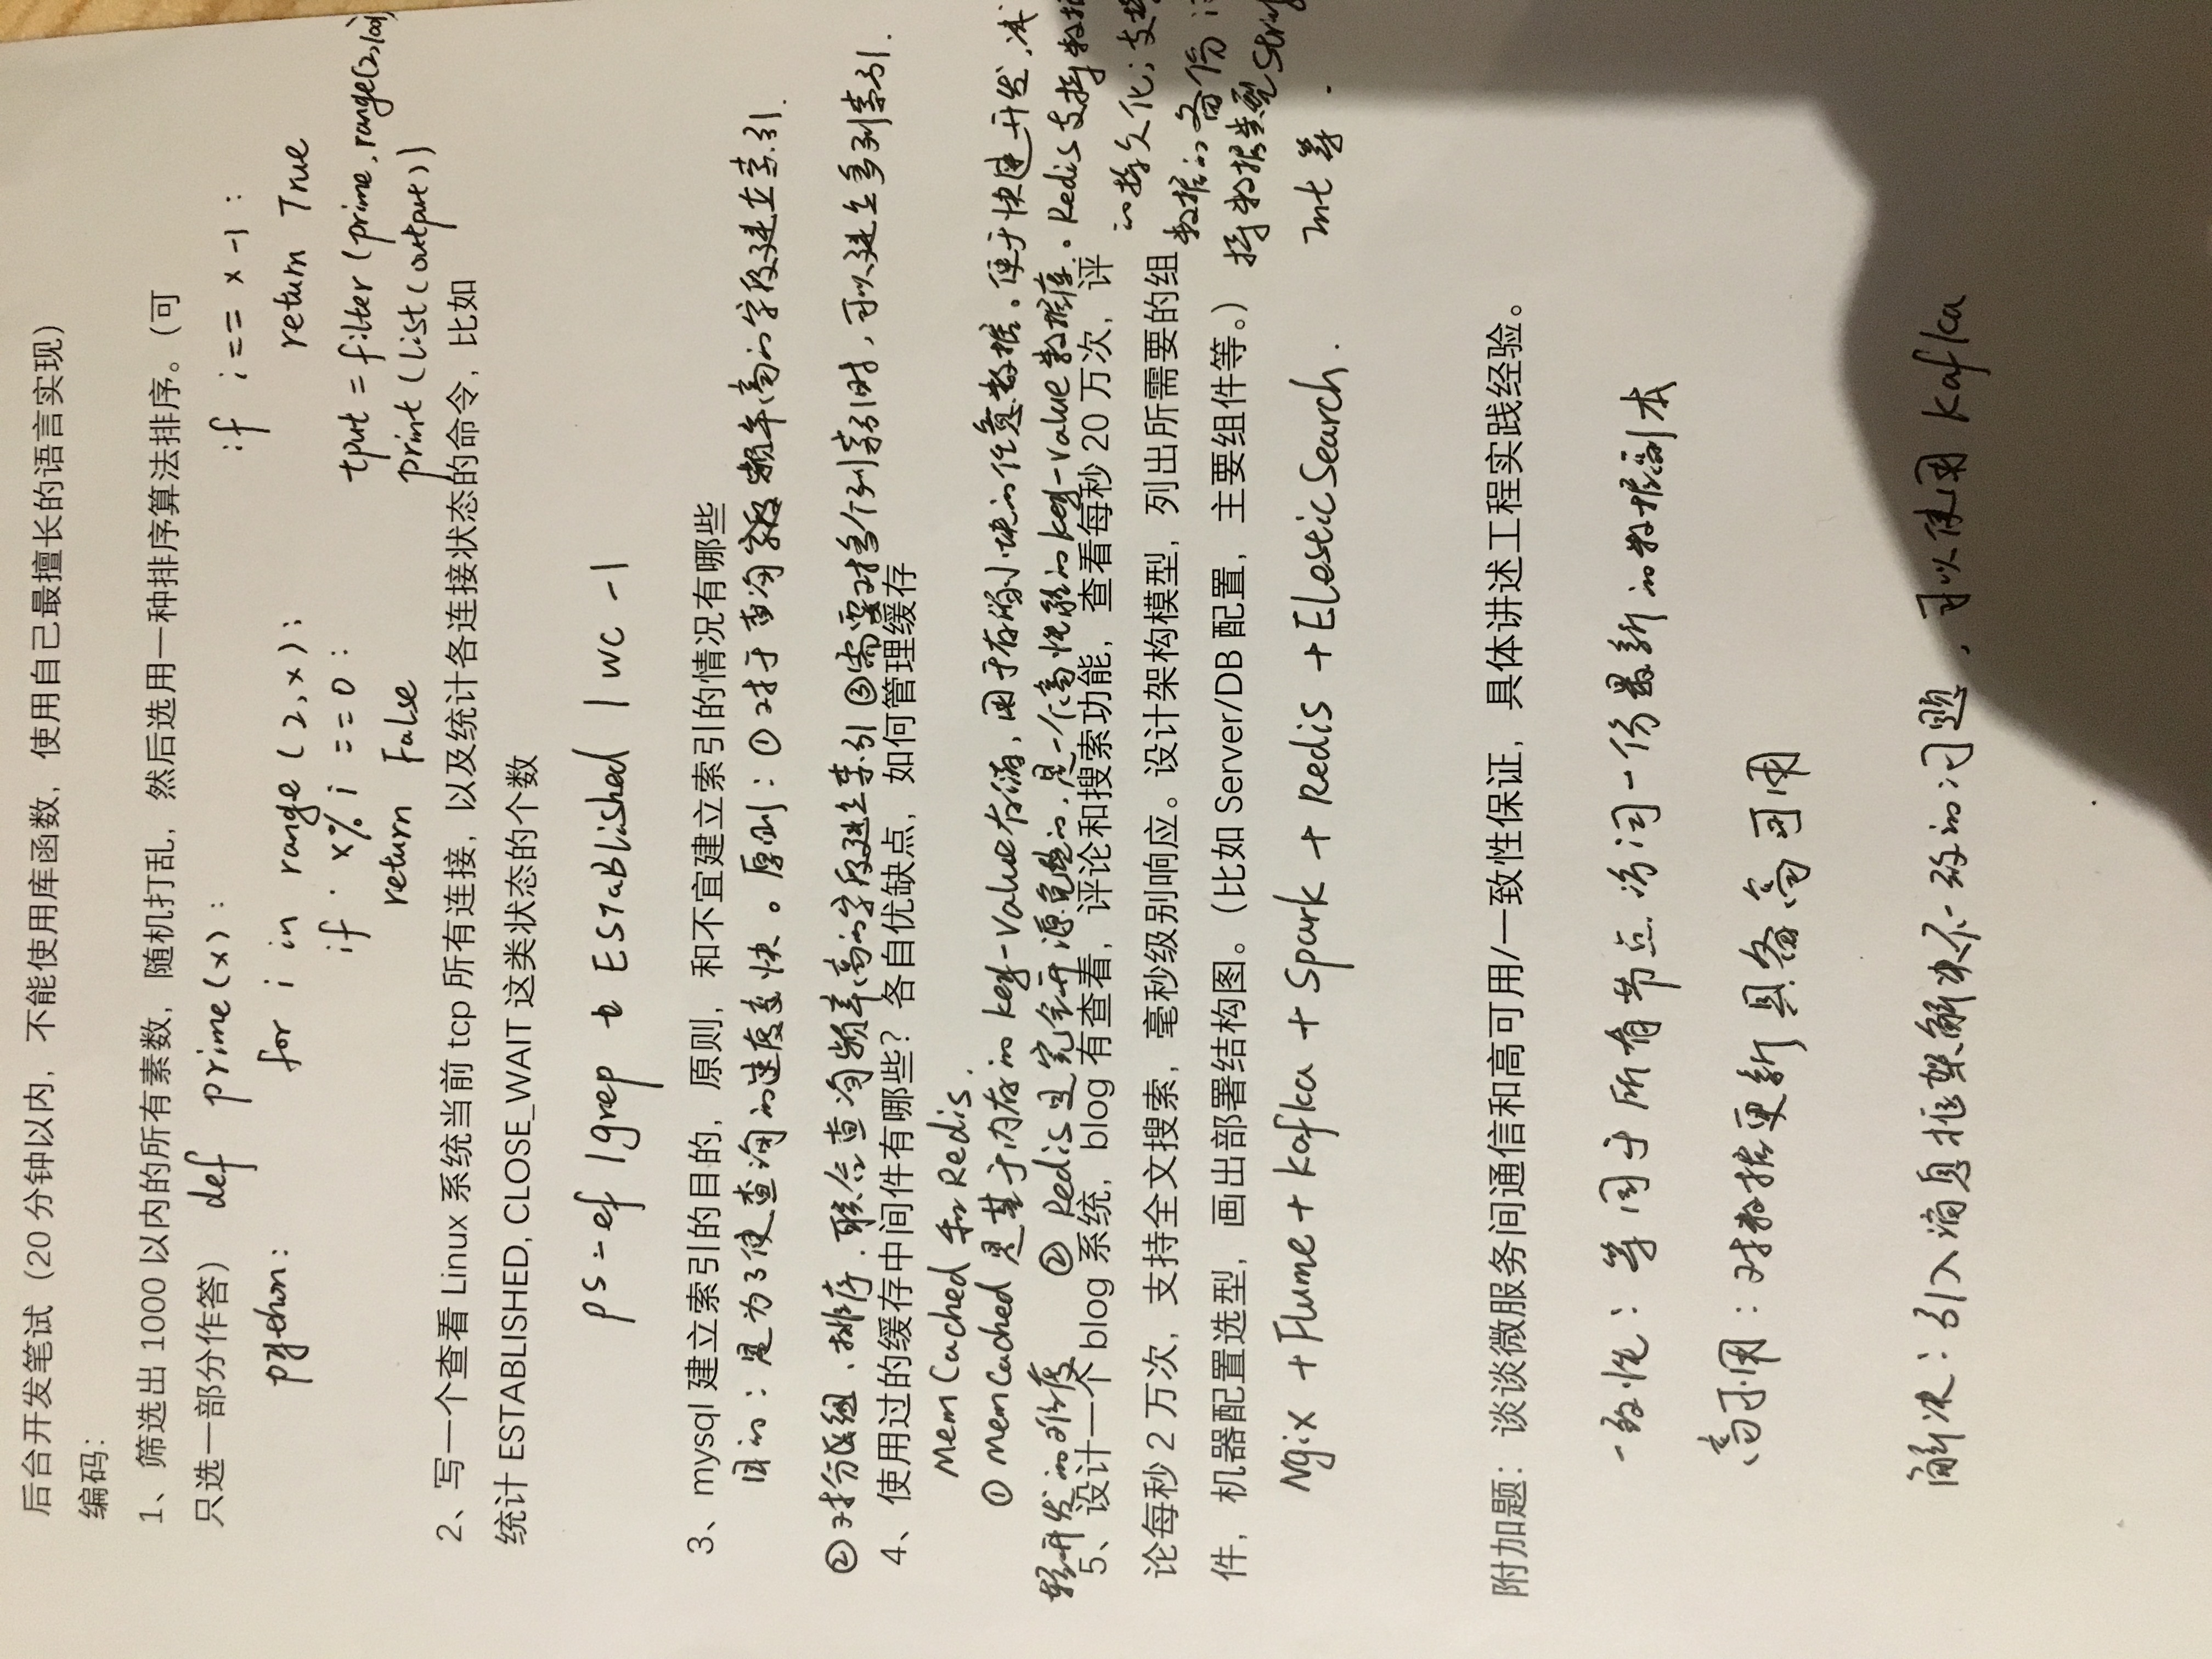 后台开发笔试（20 分钟以内，不能使用库函数，使用自己最擅长的语言实现）
编码：
1、筛选出 1000 以内的所有素数，随机打乱，然后选用一种排序算法排序。（可
只选一部分作答） def prime(x):
python:
for i in range (2,x):
if x% i ==0:
return False
if i== x-1:
return True
tput = filter (prime, range(2,100
print (list(output))
2、写一个查看 Linux 系统当前 tcp 所有连接，以及统计各连接状态的命令，比如
统计 ESTABLISHED, CLOSE_WAIT 这类状态的个数
ps -ef |grep ESTaBlished | wc -l
3、mysql 建立索引的目的，原则，和不宜建立索引的情况有哪些
目的：是为了使查询的速度变快。原则：①对于查询字段频率高的字段建立索引.
②对分组、排序、联合查询频率高的字段建立索引 ③需要对多个列索引时，可以建立多列索引.
4、使用过的缓存中间件有哪些？各自优缺点，如何管理缓存
MemCached 和 Redis.
① MemCached 是基于内存的 key-value 存储，用于存储小块的任意数据。便于快速开发，减
轻开发的难度 ② Redis是完全开源免费的，是一个高性能的key-value数据库。Redis支持数据
的持久化；支持
数据的备份
持数据类型 String
Int 等.
5、设计一个 blog 系统，blog 有查看，评论和搜索功能，查看每秒 20 万次，评
论每秒 2 万次，支持全文搜索，毫秒级别响应。设计架构模型，列出所需要的组
件，机器配置选型，画出部署结构图。（比如 Server/DB 配置，主要组件等。）
Ngix + Flume + Kafka + Spark + Redis + ElesticSearch.
附加题：谈谈微服务间通信和高可用/一致性保证，具体讲述工程实践经验。
一致性：等同于所有节点访问一份最新的数据副本
高可用：对数据更新具备高可用
解决：引入消息框架解决不一致的问题，可以使用 Kafka